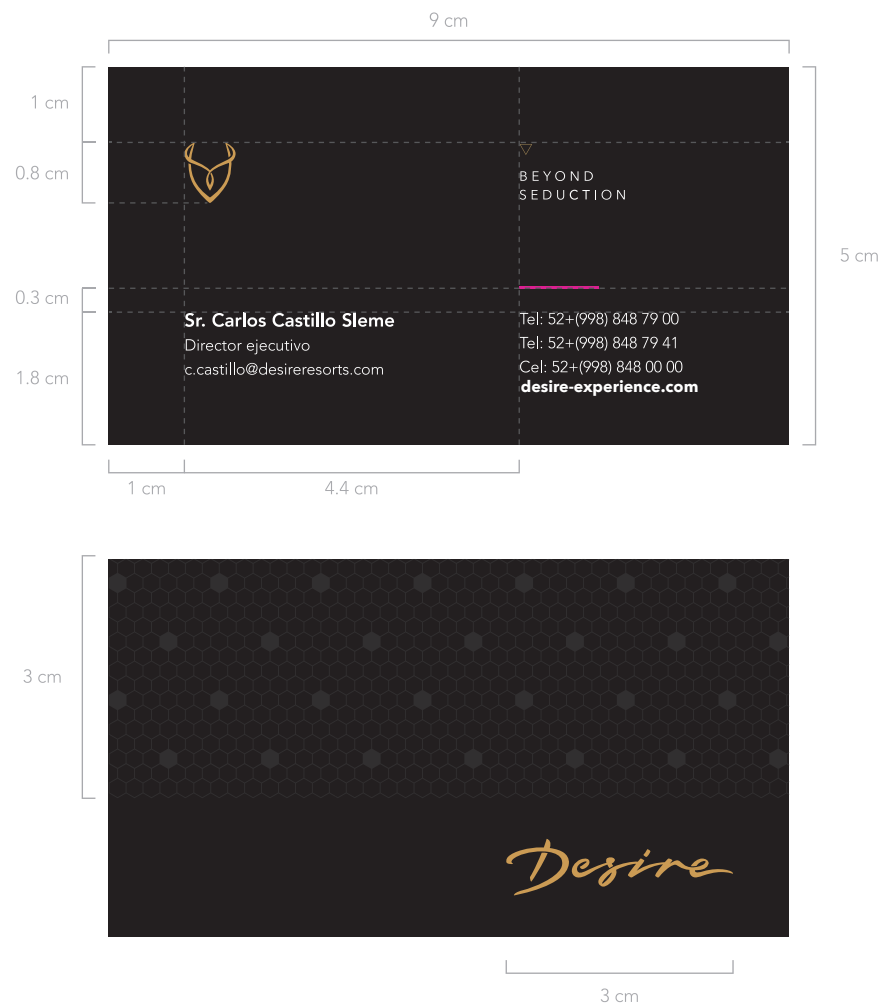 9 cm
1 cm
0.8 cm
BEYOND
SEDUCTION
5 cm
0.3 cm
1.8 cm
Sr. Carlos Castillo Sleme
Director ejecutivo
c.castillo@desireresorts.com
Tel: 52+(998) 848 79 00
Tel: 52+(998) 848 79 41
Cel: 52+(998) 848 00 00
desire-experience.com
1 cm
4.4 cm
3 cm
Desire
3 cm